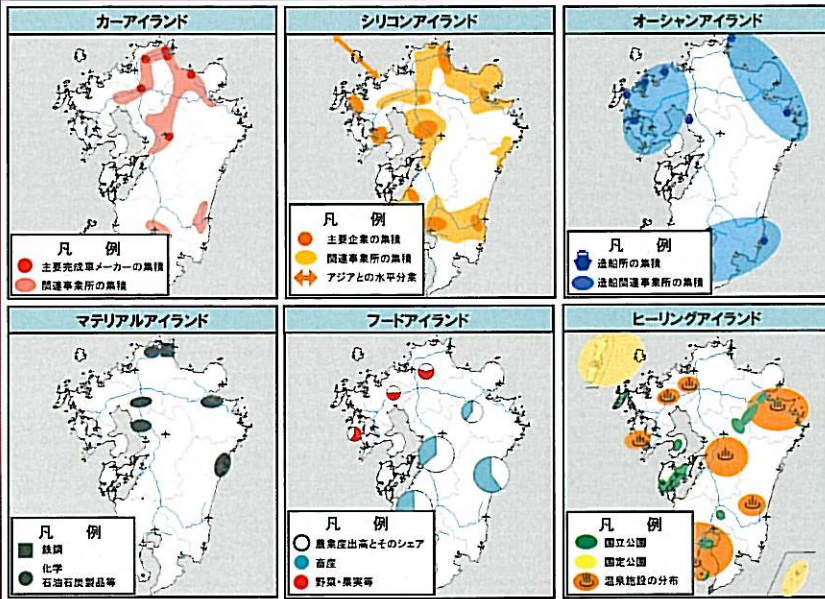 カーアイランド
凡　例
主要完成車メーカーの集積
関連事業所の集積
シリコンアイランド
凡　例
主要企業の集積
関連事業所の集積
アジアとの水平分業
オーシャンアイランド
凡　例
造船所の集積
造船関連事業所の集積
マテリアルアイランド
凡　例
鉄鋼
化学
石油石炭製品等
フードアイランド
凡　例
農業産出高とそのシェア
畜産
野菜・果実等
ヒーリングアイランド
凡　例
国立公園
国定公園
温泉施設の分布